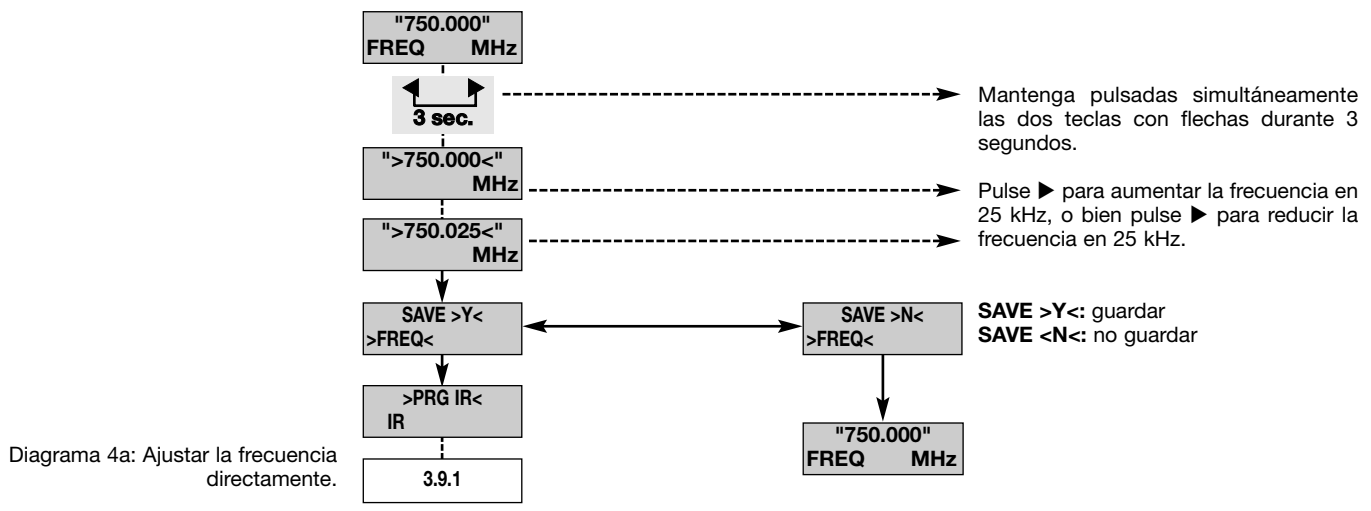 "750.000"
FREQ MHz
3 sec.
Mantenga pulsadas simultáneamente
las dos teclas con flechas durante 3
segundos.
">750.000<"
MHz
Pulse ▶ para aumentar la frecuencia en
25 kHz, o bien pulse ▶ para reducir la
frecuencia en 25 kHz.
">750.025<"
MHz
SAVE >Y<
>FREQ<
SAVE >N<
>FREQ<
SAVE >Y<: guardar
SAVE <N<: no guardar
>PRG IR<
IR
"750.000"
FREQ MHz
Diagrama 4a: Ajustar la frecuencia
directamente.
3.9.1